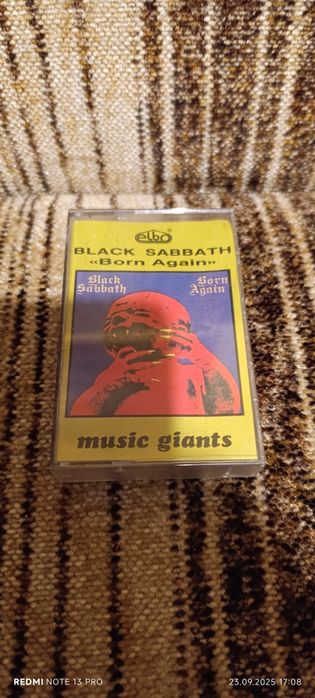 elbo
BLACK SABBATH
«Born Again»
Black Sabbath
Born Again
music giants
REDMI NOTE 13 PRO
23.09.2025 17:08